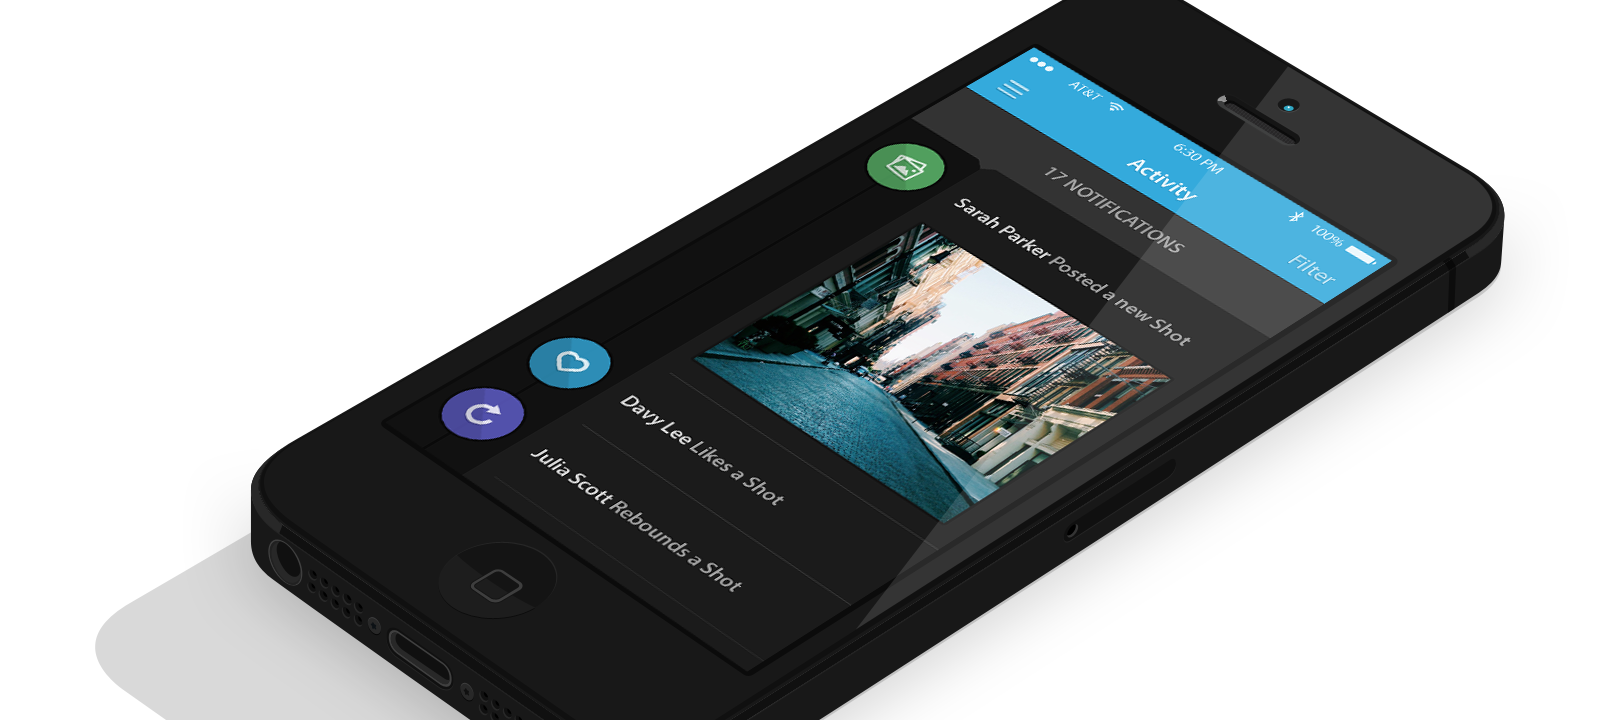 AT&T 6:30 PM 100%
Activity Filter
17 NOTIFICATIONS
Sarah Parker Posted a new Shot
Davy Lee Likes a Shot
Julia Scott Rebounds a Shot